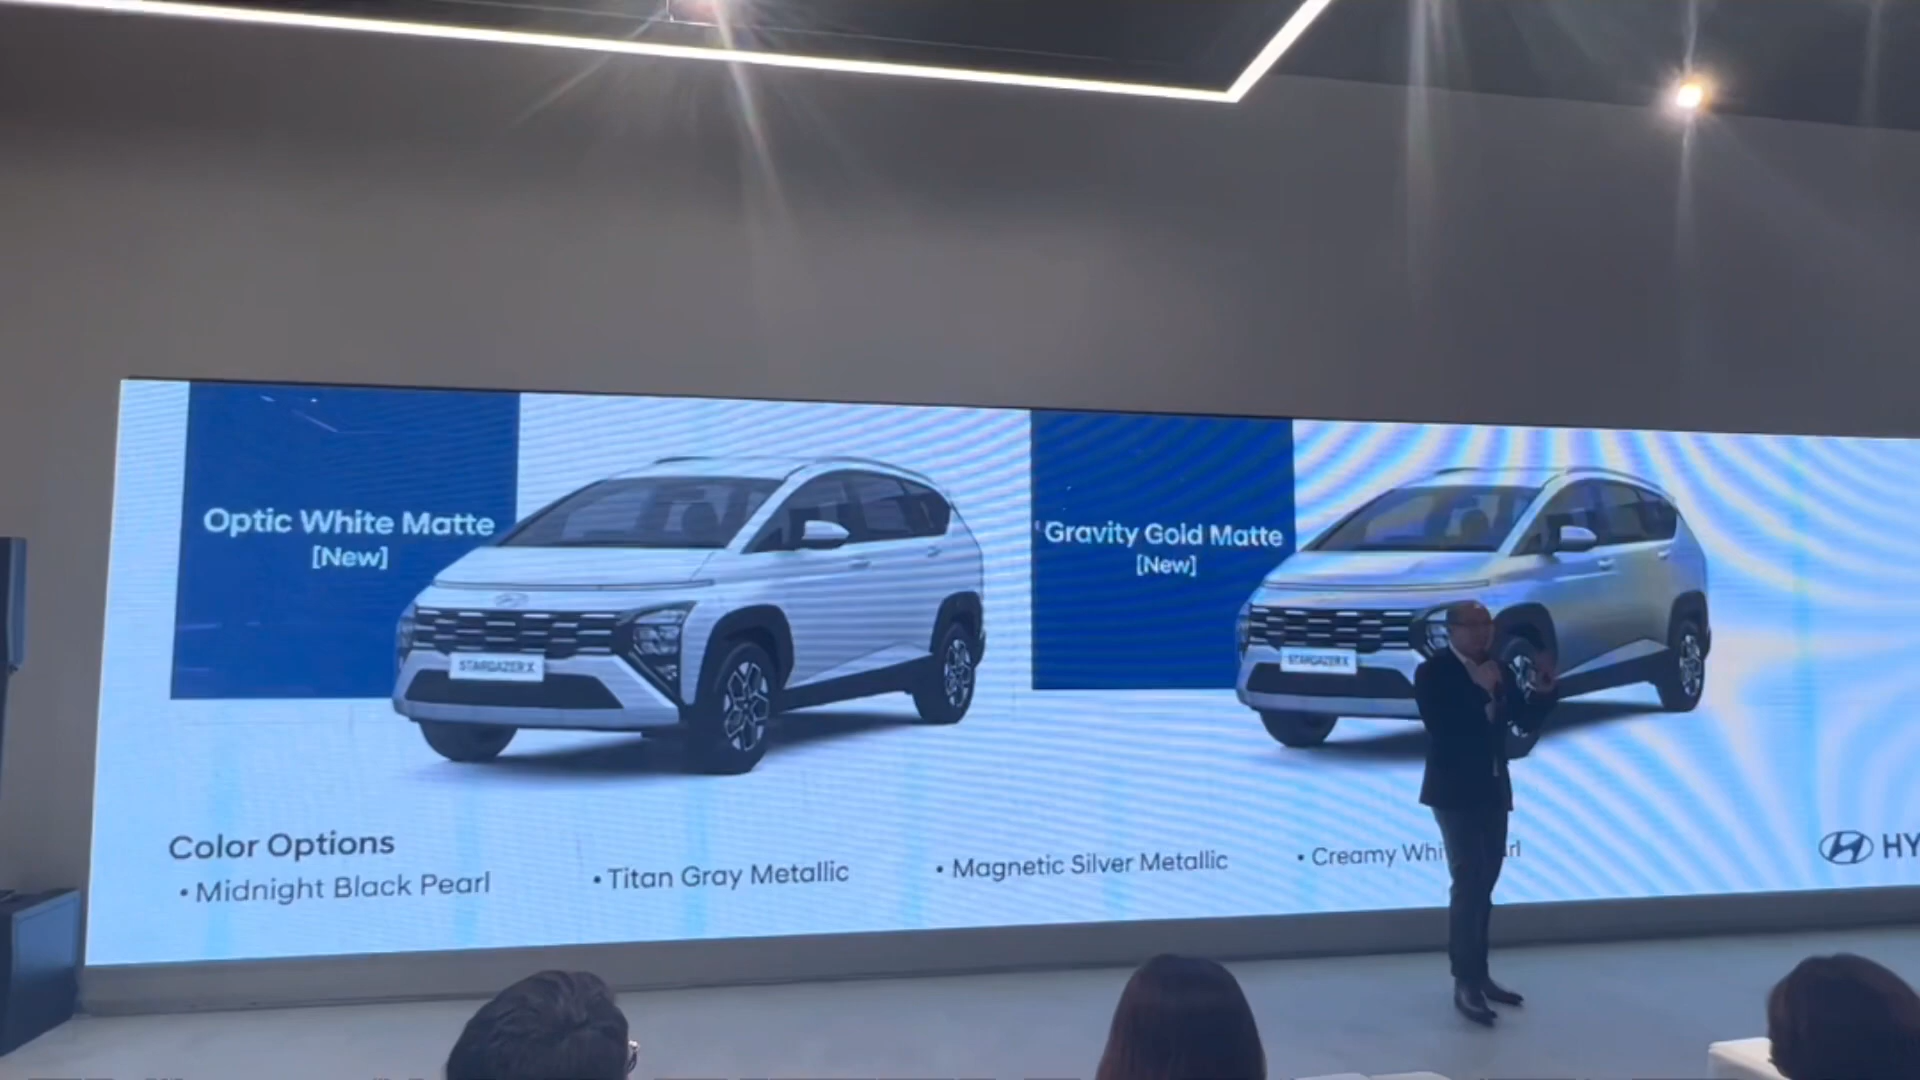 Optic White Matte
[New]
STARGAZER X
Gravity Gold Matte
[New]
STARGAZER X
Color Options
• Midnight Black Pearl
• Titan Gray Metallic
• Magnetic Silver Metallic
• Creamy
HY